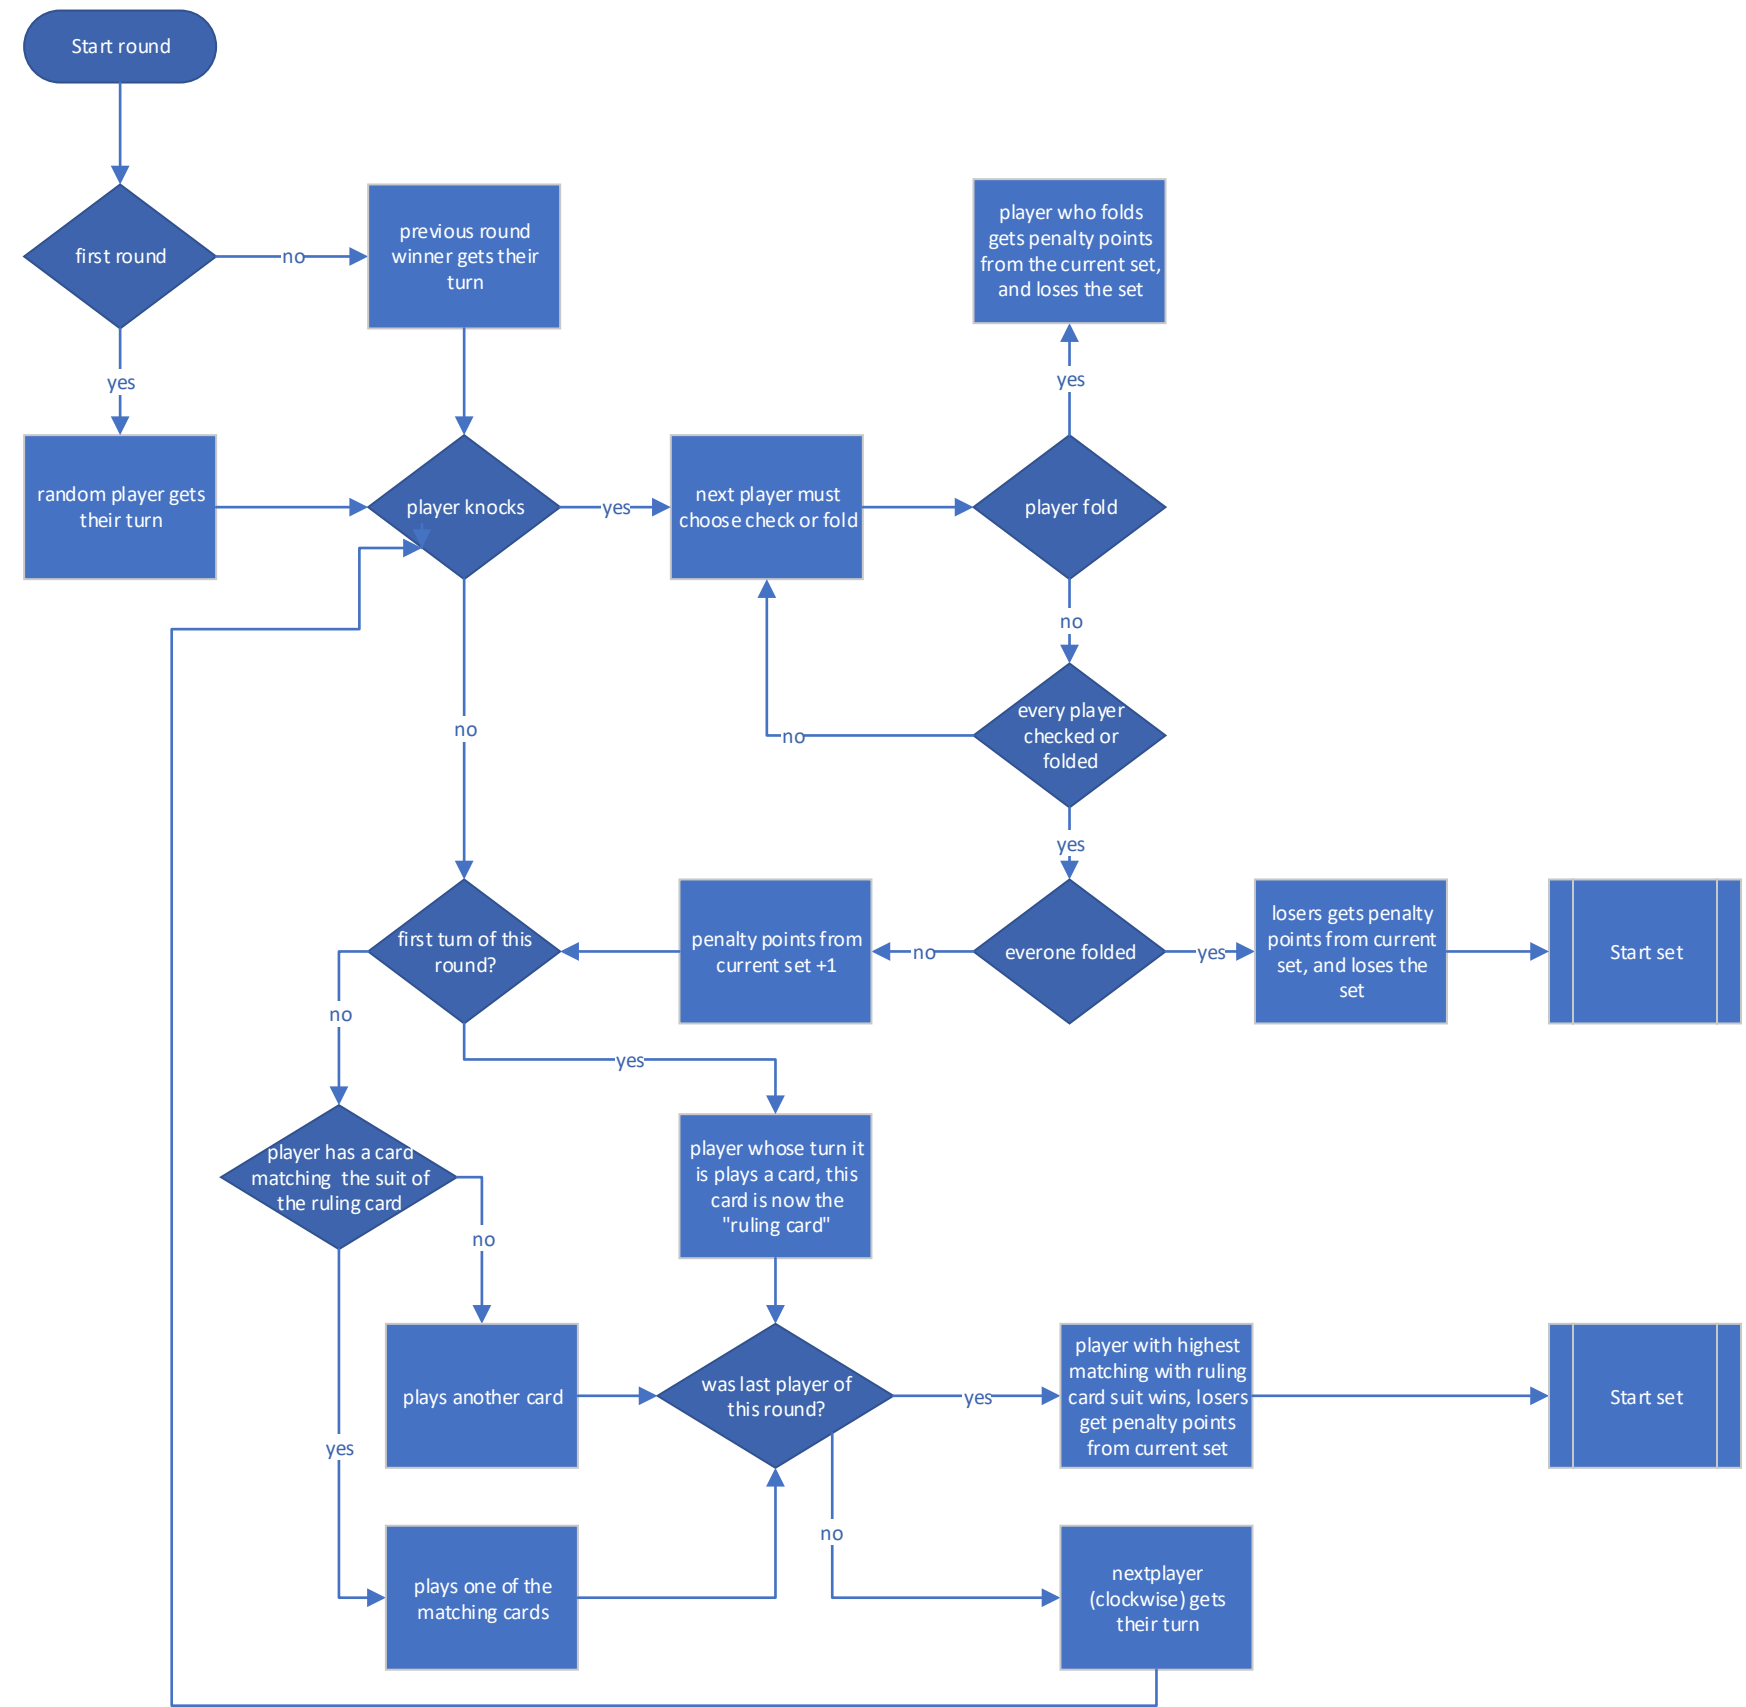 Start round
first round
no
previous round
winner gets their
turn
player who folds
gets penalty points
from the current set,
and loses the set
yes
yes
random player gets
their turn
player knocks
yes
next player must
choose check or fold
player fold
no
every player
checked or
folded
no
no
yes
first turn of this
round?
penalty points from
current set +1
no
everone folded
yes
losers gets penalty
points from current
set, and loses the
set
Start set
no
yes
player has a card
matching the suit of
the ruling card
player whose turn it
is plays a card, this
card is now the
"ruling card"
no
plays another card
was last player of
this round?
yes
player with highest
matching with ruling
card suit wins, losers
get penalty points
from current set
Start set
yes
no
plays one of the
matching cards
nextplayer
(clockwise) gets
their turn